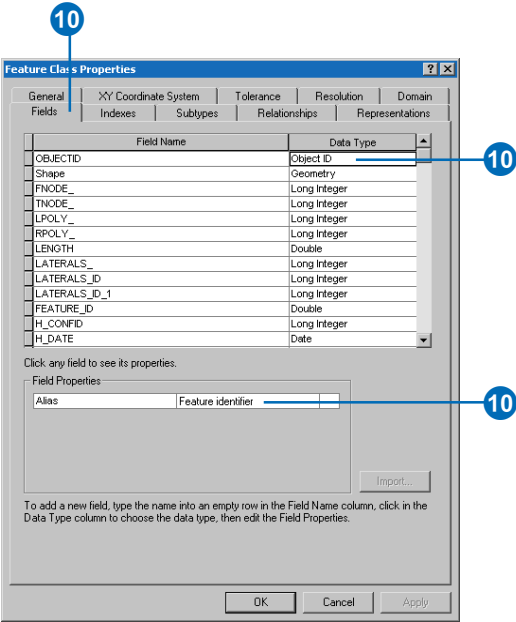 10
Feature Class Properties
General XY Coordinate System Tolerance Resolution Domain
Fields Indexes Subtypes Relationships Representations
Field Name Data Type
OBJECTID Object ID
10
Shape Geometry
FNODE_ Long Integer
TNODE_ Long Integer
LPOLY_ Long Integer
RPOLY_ Long Integer
LENGTH Double
LATERALS_ Long Integer
LATERALS_ID Long Integer
LATERALS_ID_1 Long Integer
FEATURE_ID Double
H_CONFID Long Integer
H_DATE Date
Click any field to see its properties.
Field Properties
Alias Feature identifier
10
Import...
To add a new field, type the name into an empty row in the Field Name column, click in the
Data Type column to choose the data type, then edit the Field Properties.
OK Cancel Apply